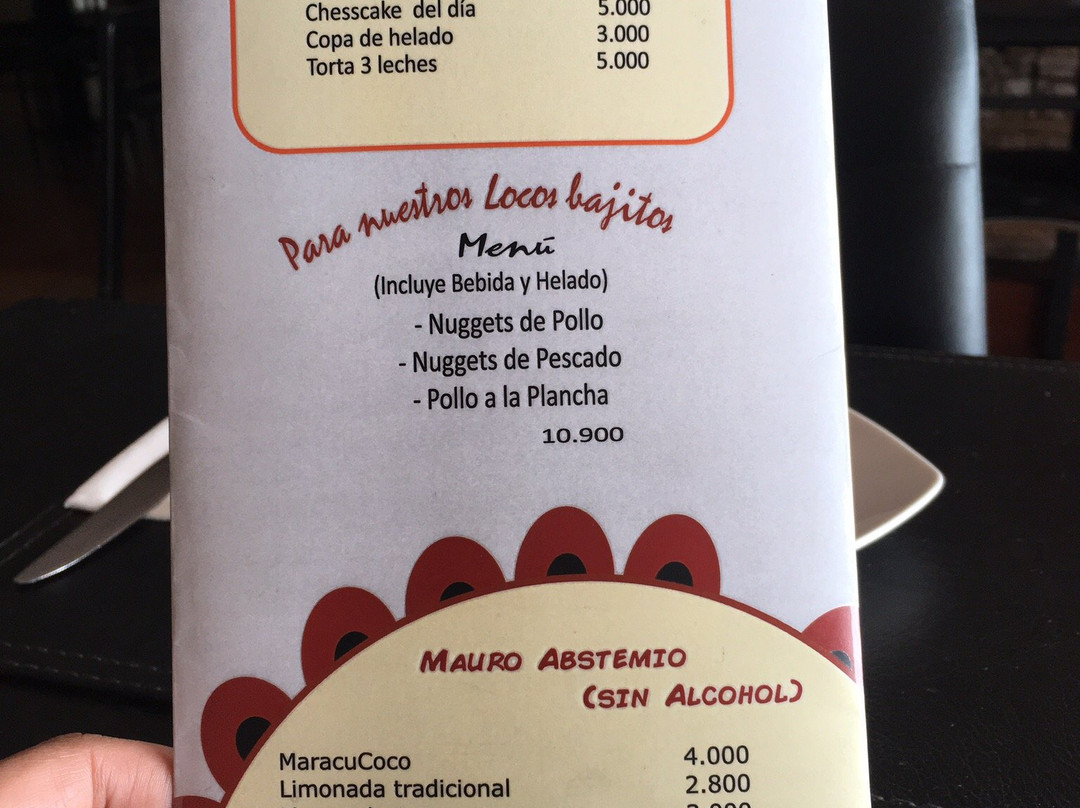 Chesscake del día 5.000
Copa de helado 3.000
Torta 3 leches 5.000
Para nuestros Locos bajitos
Menú
(Incluye Bebida y Helado)
- Nuggets de Pollo
- Nuggets de Pescado
- Pollo a la Plancha
10.900
MAURO ABSTEMIO
(SIN ALCOHOL)
MaracuCoco 4.000
Limonada tradicional 2.800